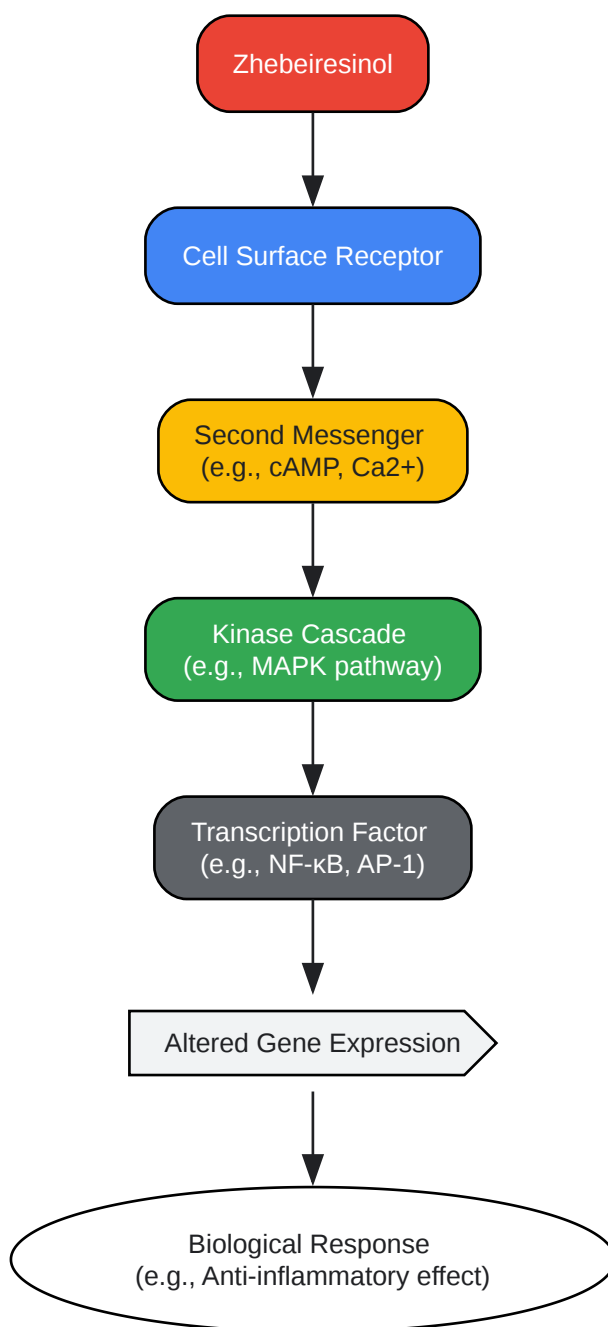 Zhebeiresinol
Cell Surface Receptor
Second Messenger
(e.g., cAMP, Ca2+)
Kinase Cascade
(e.g., MAPK pathway)
Transcription Factor
(e.g., NF-κB, AP-1)
Altered Gene Expression
Biological Response
(e.g., Anti-inflammatory effect)